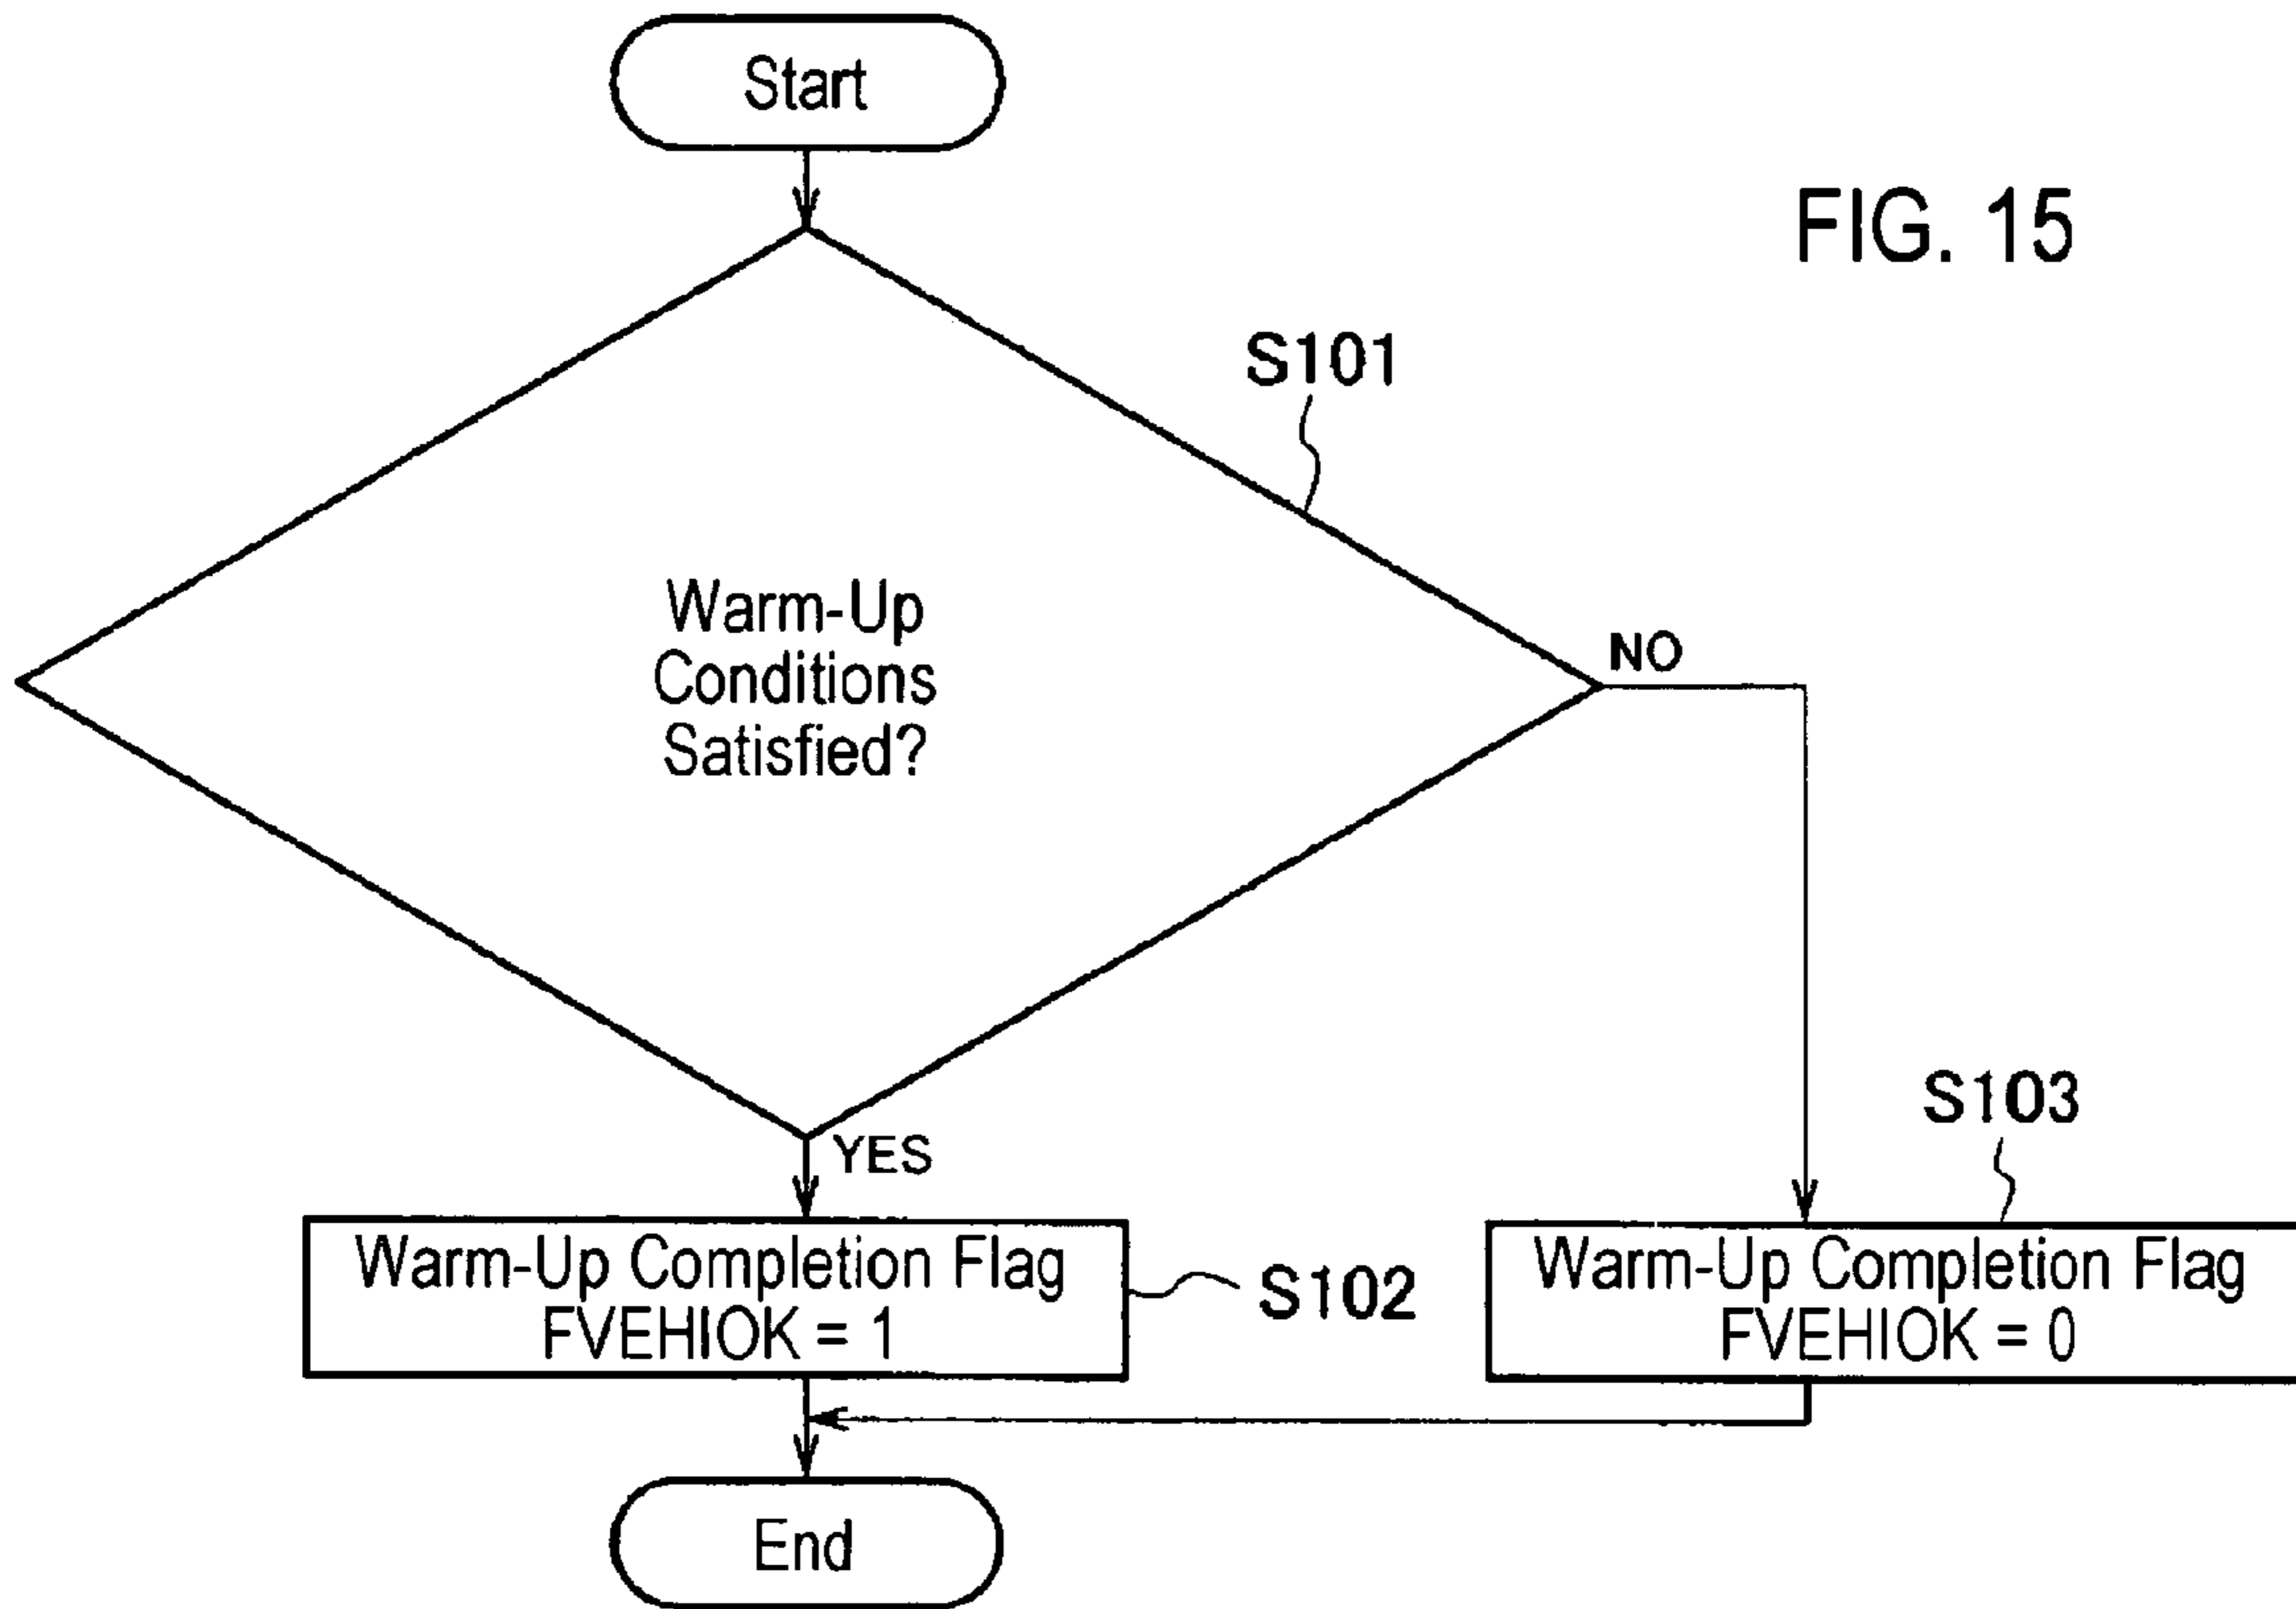 Start
FIG. 15
S101
Warm-Up
Conditions
Satisfied?
NO
YES
S103
Warm-Up Completion Flag
FVEHIOK = 1
S102
Warm-Up Completion Flag
FVEHIOK = 0
End